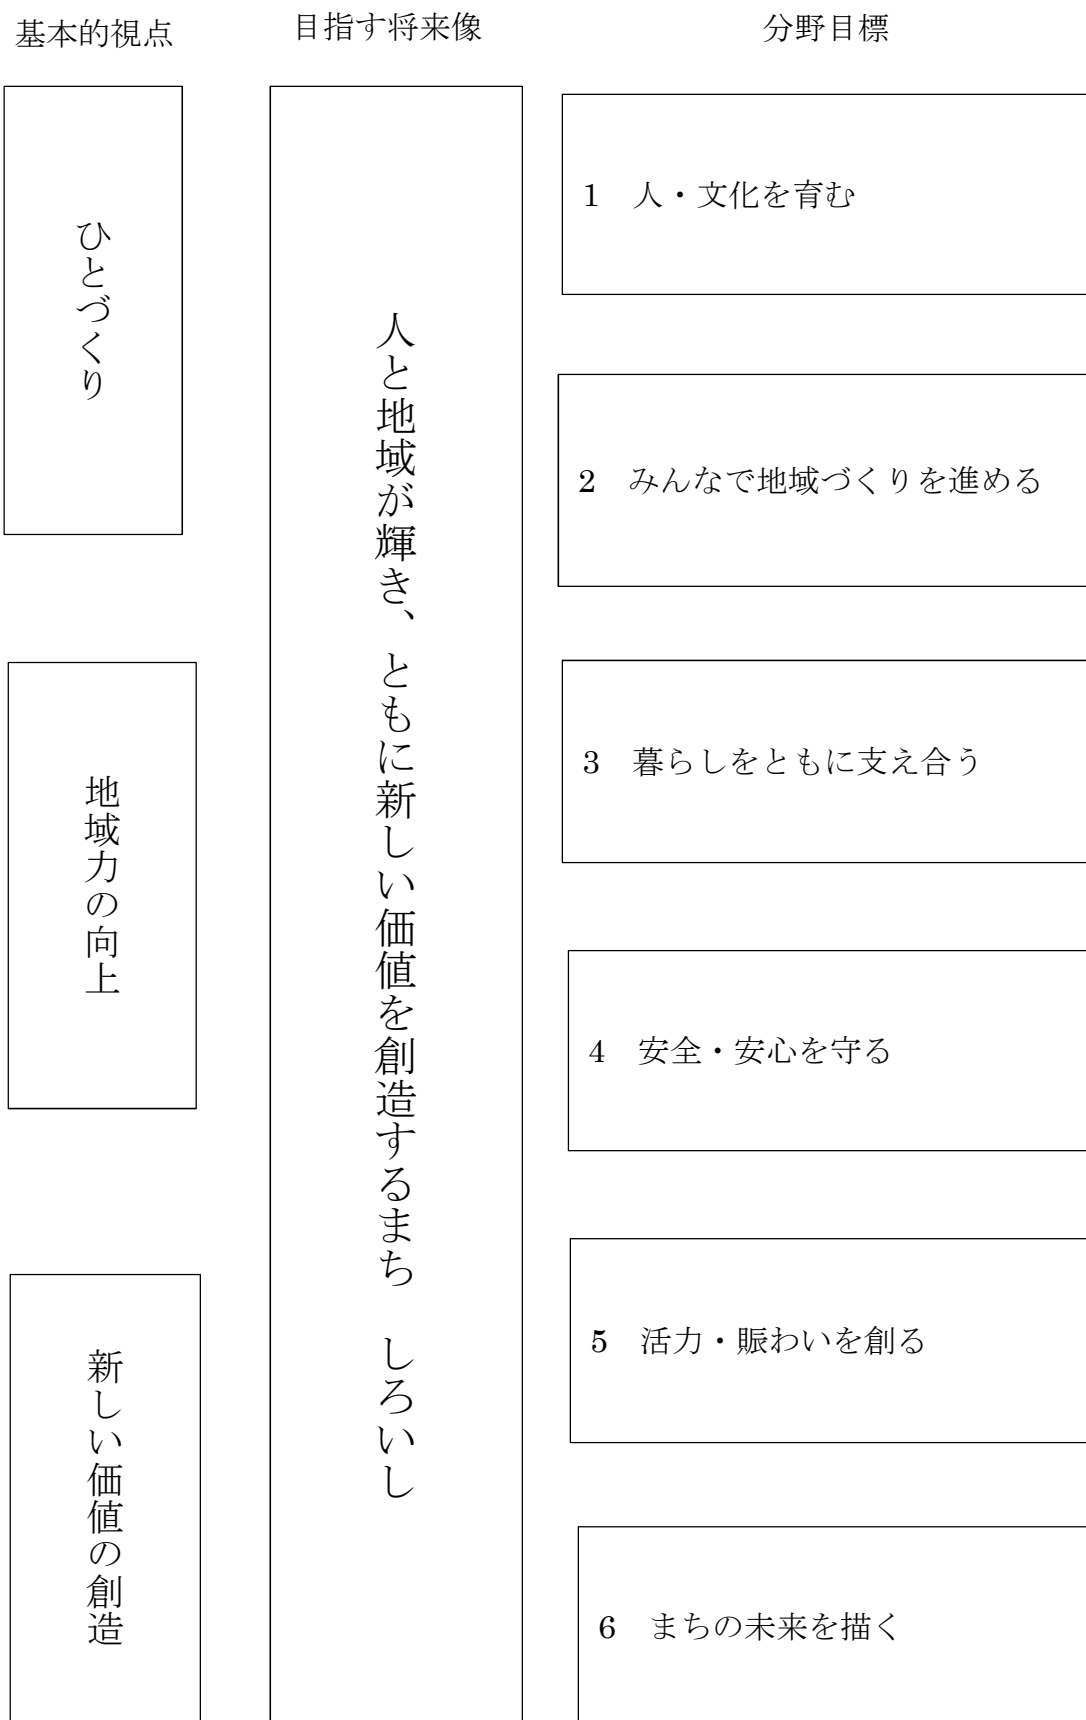 基本的視点
目指す将来像
分野目標
ひとづくり
地域力の向上
新しい価値の創造
人と地域が輝き、ともに新しい価値を創造するまち　しろいし
1　人・文化を育む
2　みんなで地域づくりを進める
3　暮らしをともに支え合う
4　安全・安心を守る
5　活力・賑わいを創る
6　まちの未来を描く